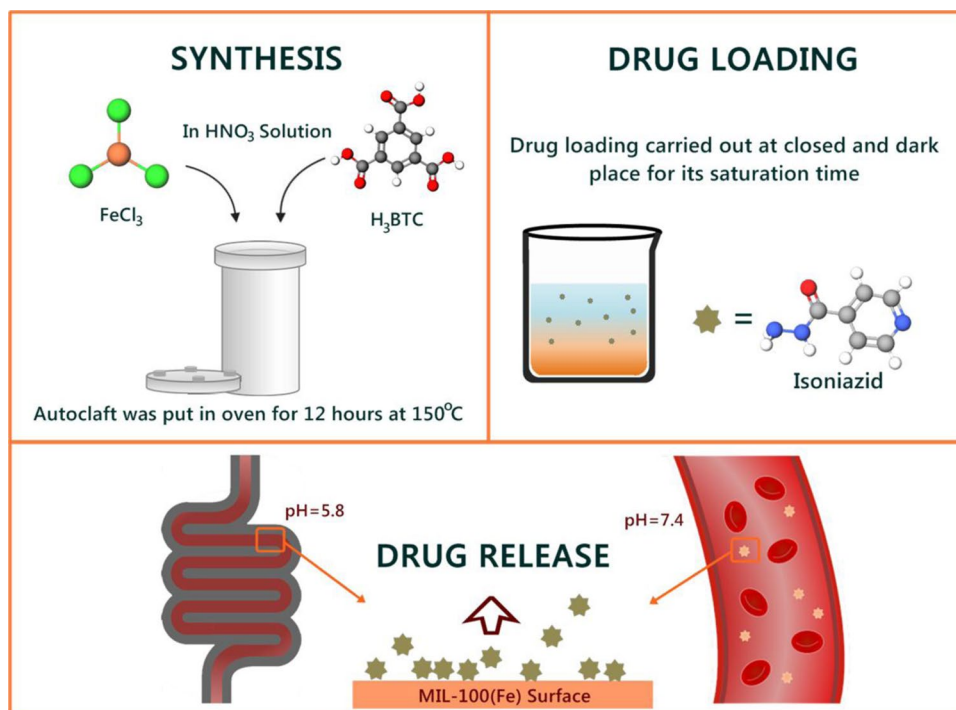 SYNTHESIS
In HNO₃ Solution
FeCl₃
H₃BTC
Autoclaft was put in oven for 12 hours at 150°C
DRUG LOADING
Drug loading carried out at closed and dark
place for its saturation time
=
Isoniazid
pH=5.8
pH=7.4
DRUG RELEASE
MIL-100(Fe) Surface